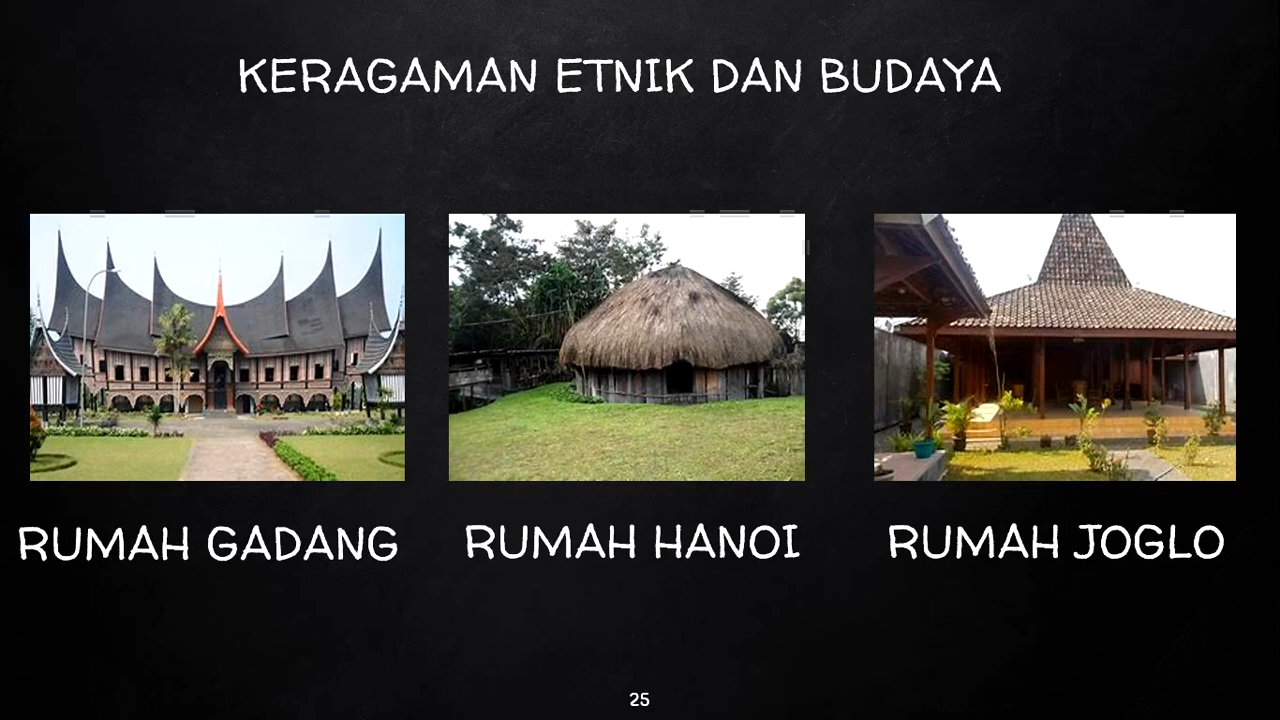 KERAGAMAN ETNIK DAN BUDAYA
RUMAH GADANG
RUMAH HANOI
RUMAH JOGLO
25